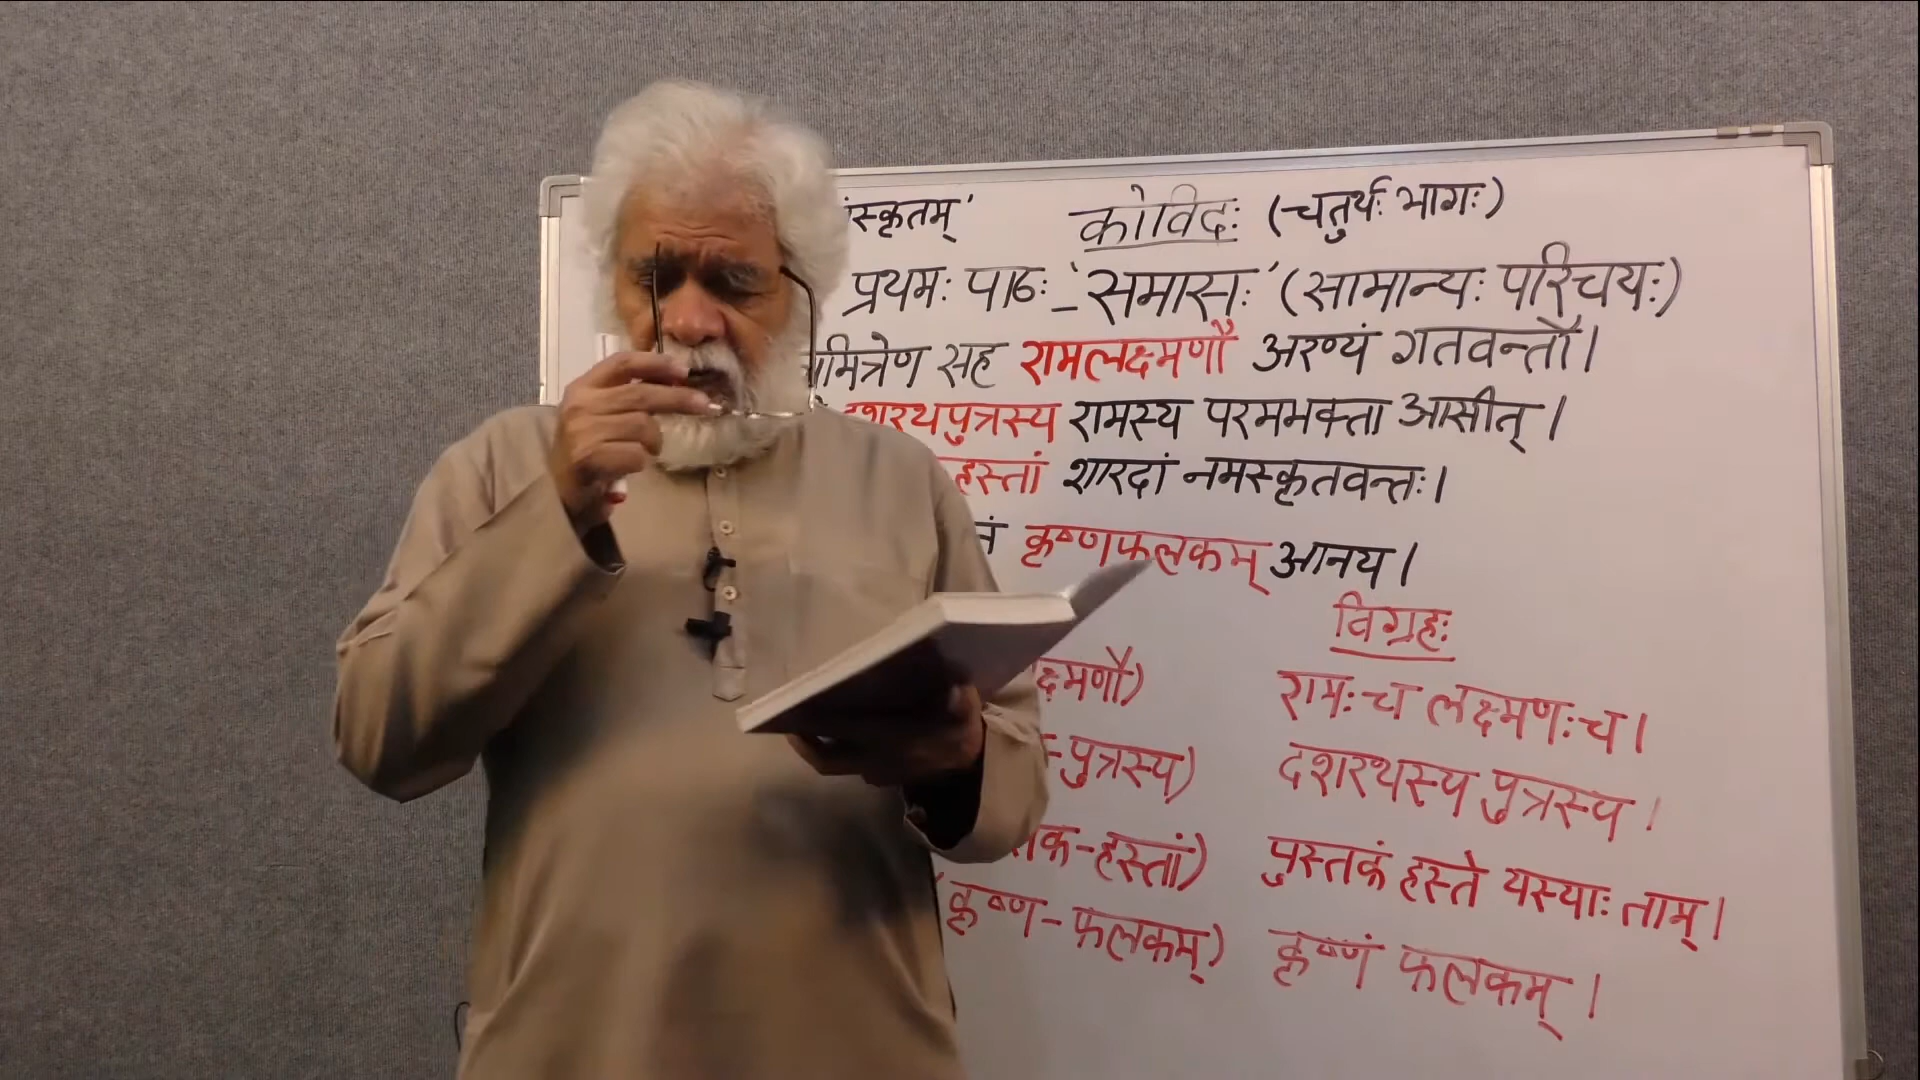 स्कृतम्' कोविदः (चतुर्थः भागः)
प्रथमः पाठः - 'समासः' (सामान्यः परिचयः)
मित्रेण सह रामलक्ष्मणौ अरण्यं गतवन्तौ।
दशरथपुत्रस्य रामस्य परमभक्ता आसीत्।
हस्तां शारदां नमस्कृतवन्तः।
कृष्णफलकम् आनय।
विग्रहः
क्ष्मणौ) रामः च लक्ष्मणः च।
-पुत्रस्य) दशरथस्य पुत्रस्य।
क-हस्तां) पुस्तकं हस्ते यस्याः ताम्।
(कृष्ण-फलकम्) कृष्णं फलकम्।